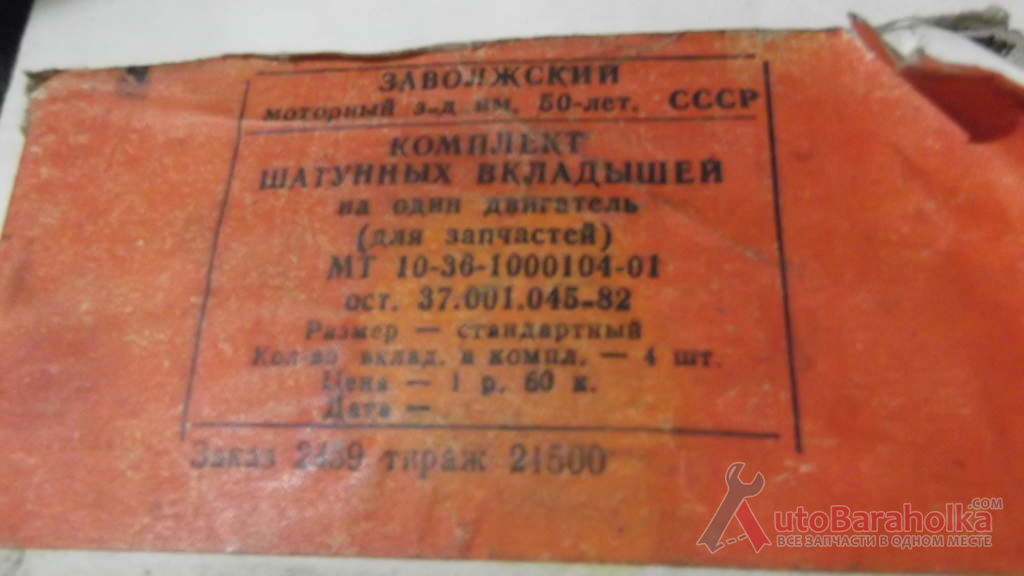 ЗАВОЛЖСКИЙ
моторный з-д им. 50-лет. СССР
КОМПЛЕКТ
ШАТУННЫХ ВКЛАДЫШЕЙ
на один двигатель
(для запчастей)
МТ 10-36-1000104-01
ост. 37.001.045-82
Размер — стандартный
Кол-во вклад. в компл. — 4 шт.
Цена — 1 р. 60 к.
Дата —
Заказ 2459 тираж 21500
AutoBaraholka.COM
ВСЕ ЗАПЧАСТИ В ОДНОМ МЕСТЕ